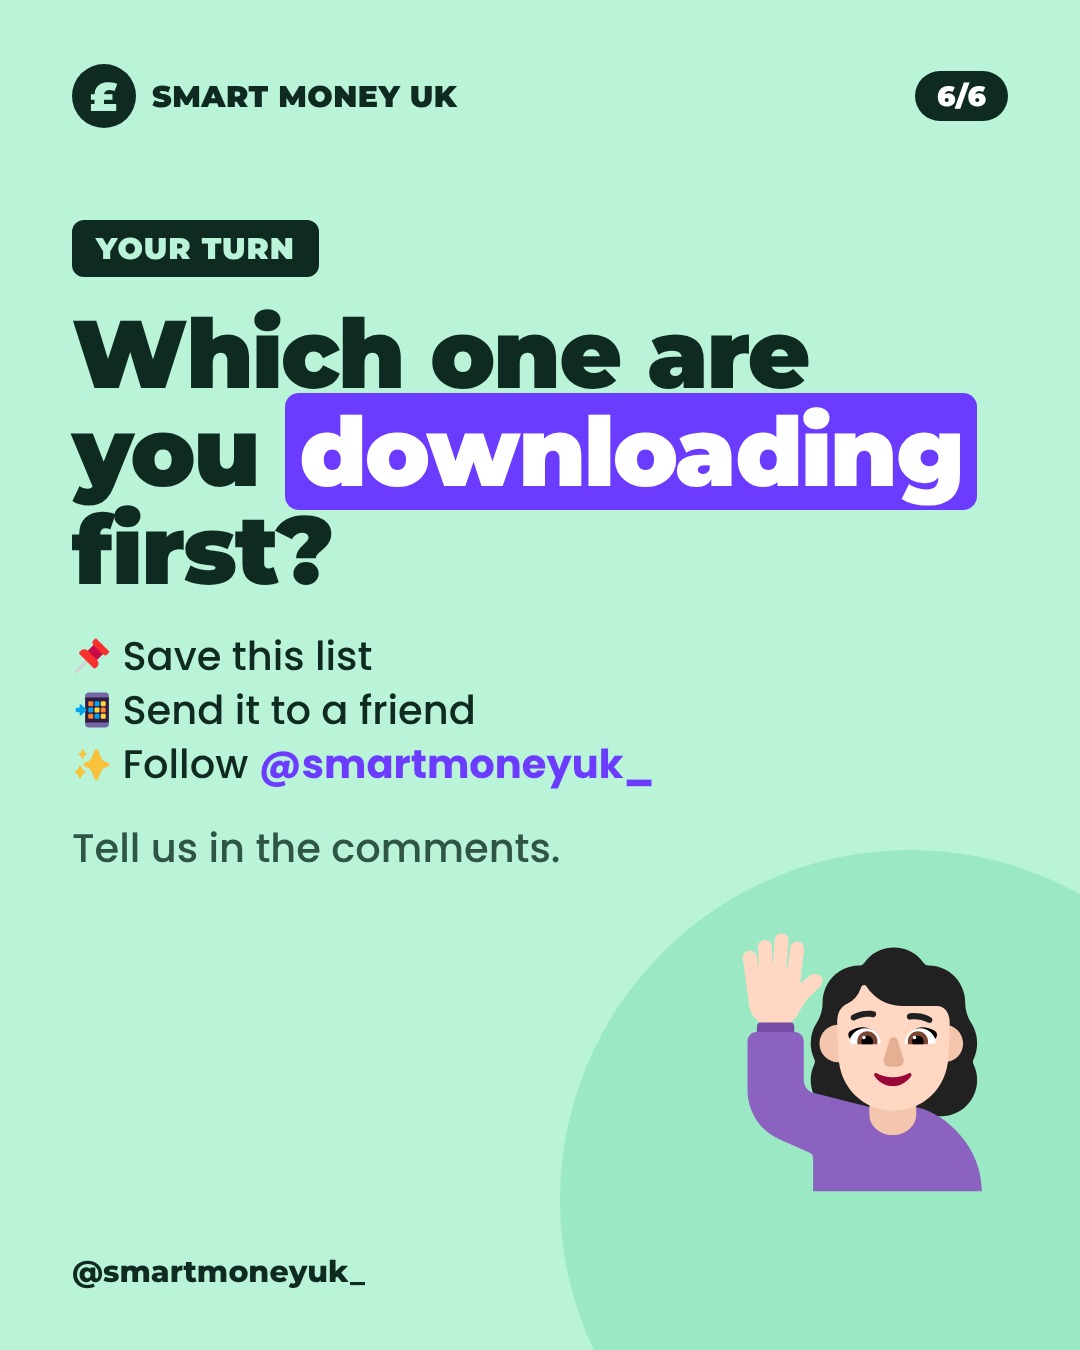 £ SMART MONEY UK
6/6
YOUR TURN
Which one are
you downloading
first?
📌 Save this list
📲 Send it to a friend
✨ Follow @smartmoneyuk_
Tell us in the comments.
@smartmoneyuk_